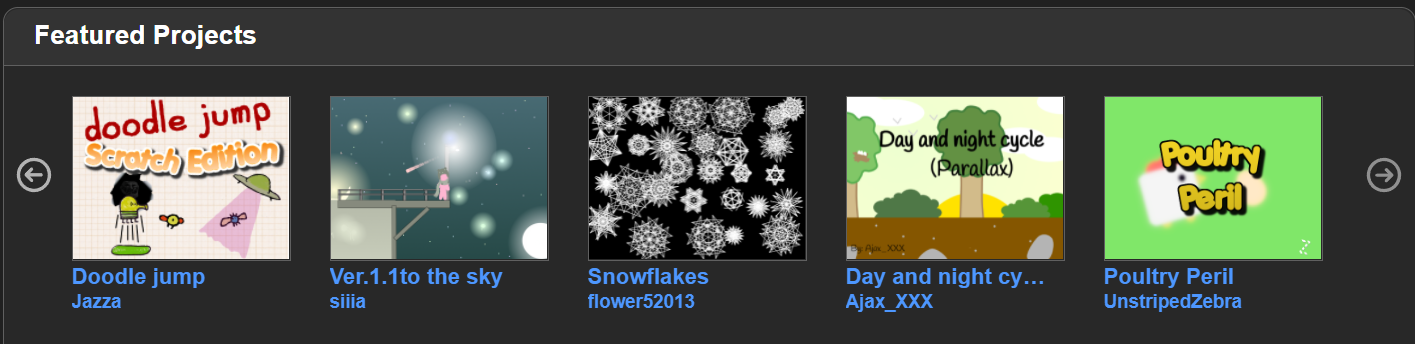 Featured Projects
doodle jump
Scratch Edition
Day and night cycle
(Parallax)
By Ajax_XXX
Poultry
Peril
Doodle jump
Jazza
Ver.1.1to the sky
siiia
Snowflakes
flower52013
Day and night cy...
Ajax_XXX
Poultry Peril
UnstripedZebra